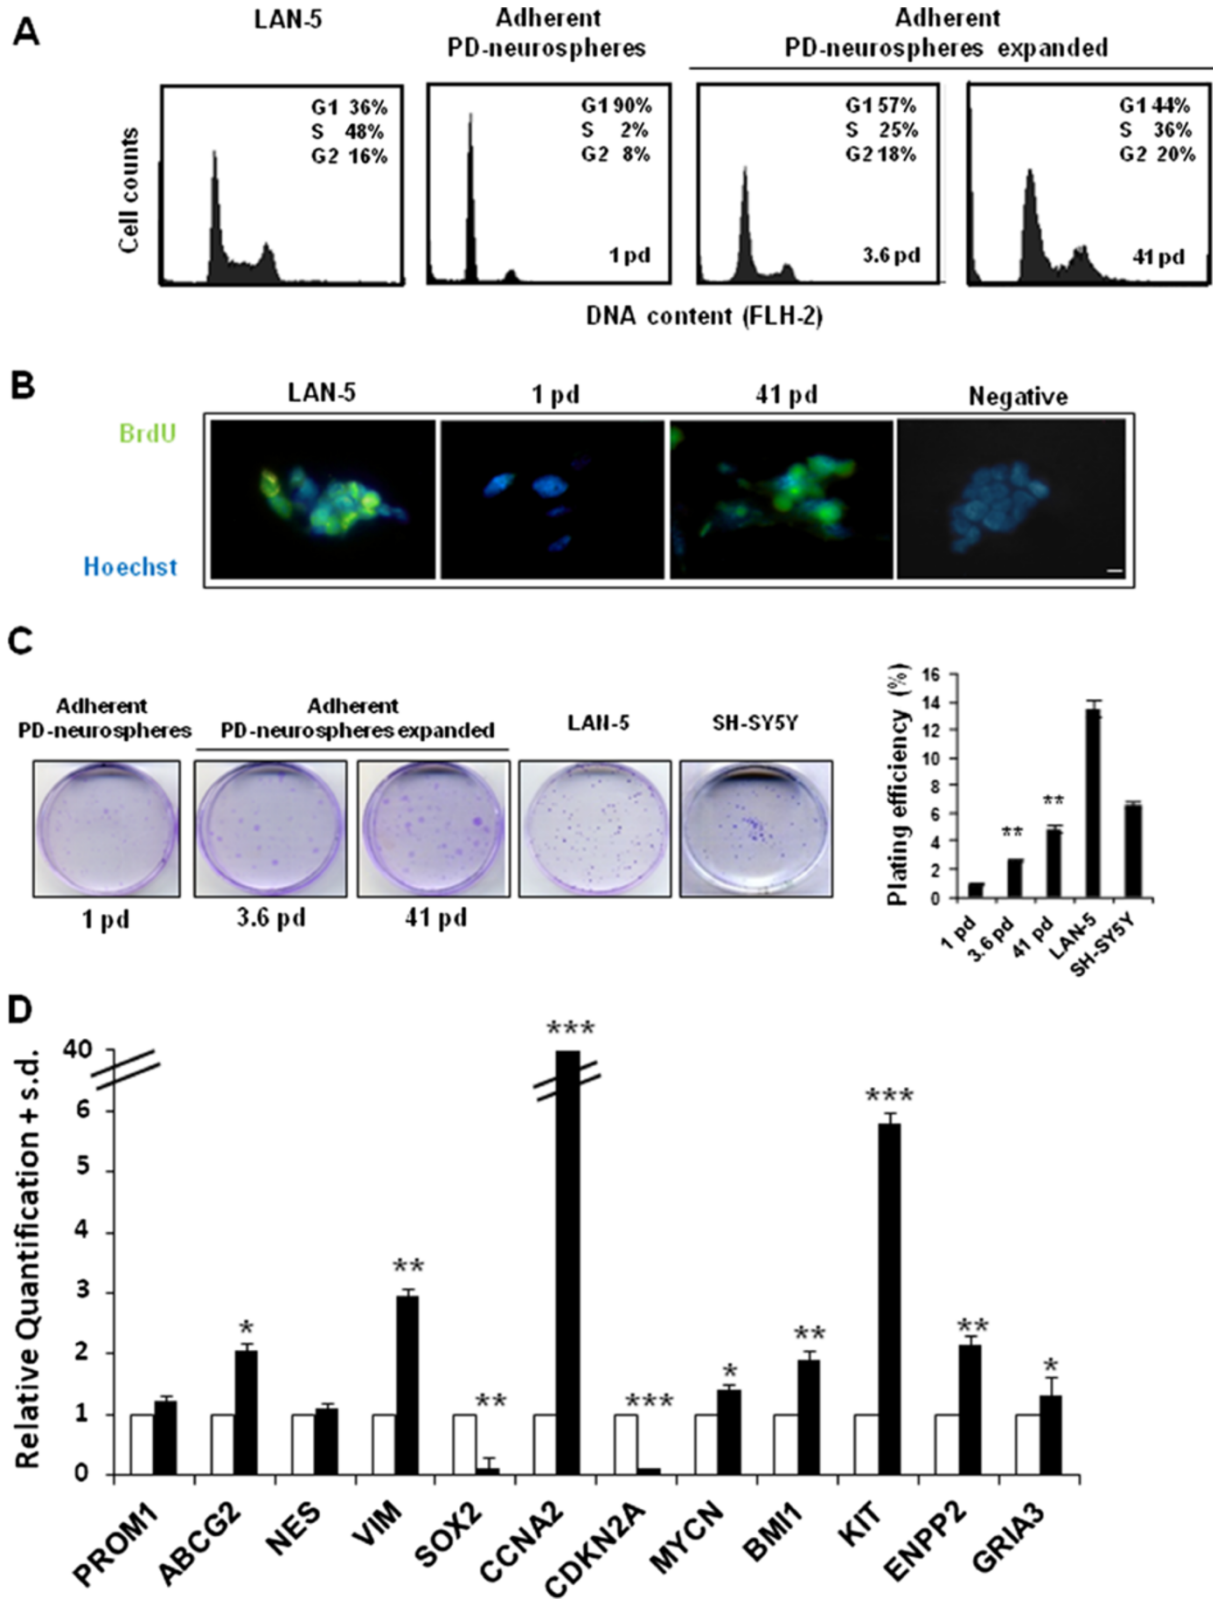 A
LAN-5
Adherent
PD-neurospheres
Adherent
PD-neurospheres expanded
Cell counts
G1 36%
S 48%
G2 16%
G1 90%
S 2%
G2 8%
1 pd
G1 57%
S 25%
G2 18%
3.6 pd
G1 44%
S 36%
G2 20%
41 pd
DNA content (FLH-2)
B
LAN-5
1 pd
41 pd
Negative
BrdU
Hoechst
C
Adherent
PD-neurospheres
Adherent
PD-neurospheres expanded
LAN-5
SH-SY5Y
1 pd
3.6 pd
41 pd
Plating efficiency (%)
16
14
12
10
8
6
4
2
0
**
**
1 pd
3.6 pd
41 pd
LAN-5
SH-SY5Y
D
Relative Quantification + s.d.
40
6
5
4
3
2
1
0
*
**
**
***
***
*
**
***
**
*
PROM1
ABCG2
NES
VIM
SOX2
CCNA2
CDKN2A
MYCN
BMI1
KIT
ENPP2
GRIA3